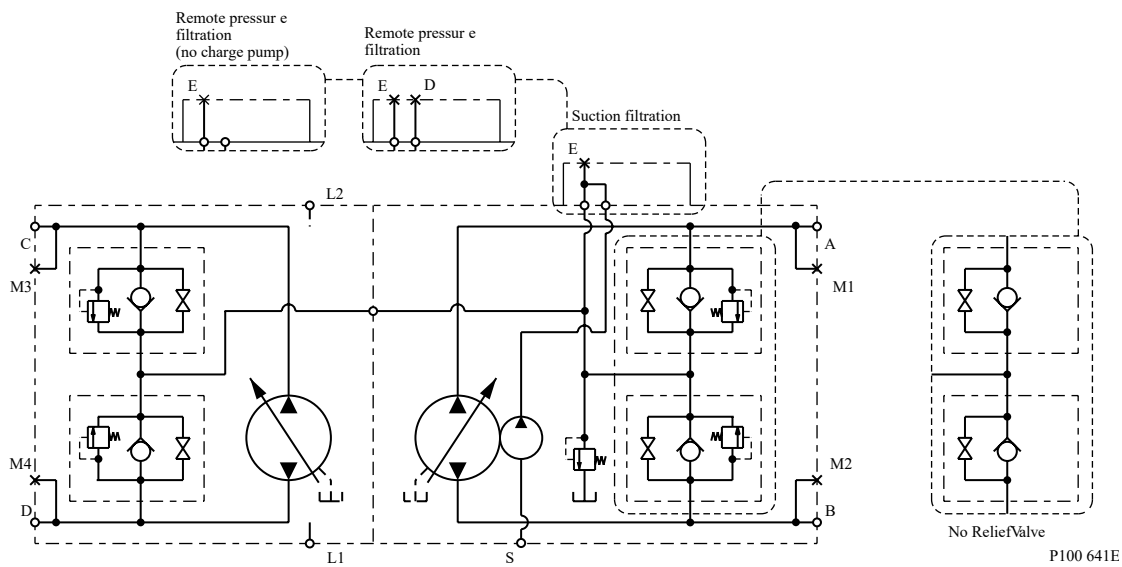 Remote pressur e
filtration
(no charge pump)
Remote pressur e
filtration
E
E
D
Suction filtration
E
L2
C
A
M3
M1
M4
M2
D
B
L1
S
No ReliefValve
P100 641E